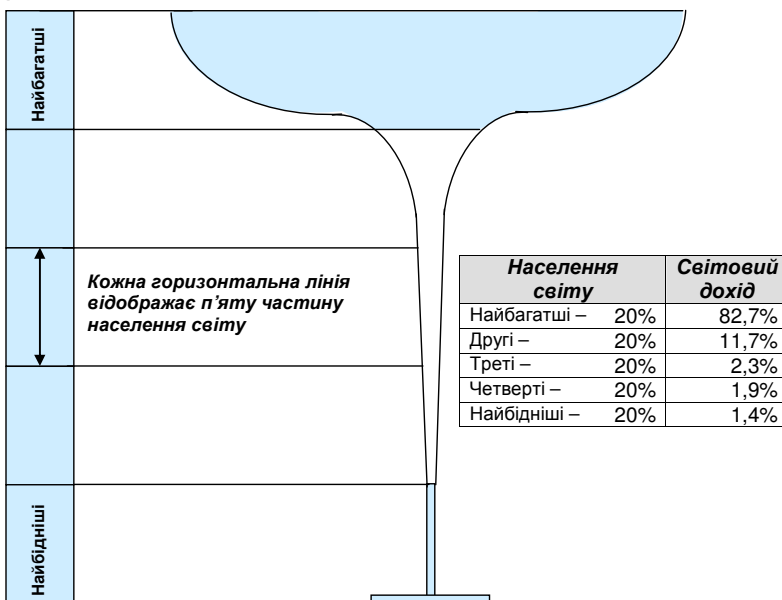 Найбагатші
Кожна горизонтальна лінія
відображає п’яту частину
населення світу
Населення світу Світовий дохід
Найбагатші – 20% 82,7%
Другі – 20% 11,7%
Треті – 20% 2,3%
Четверті – 20% 1,9%
Найбідніші – 20% 1,4%
Найбідніші